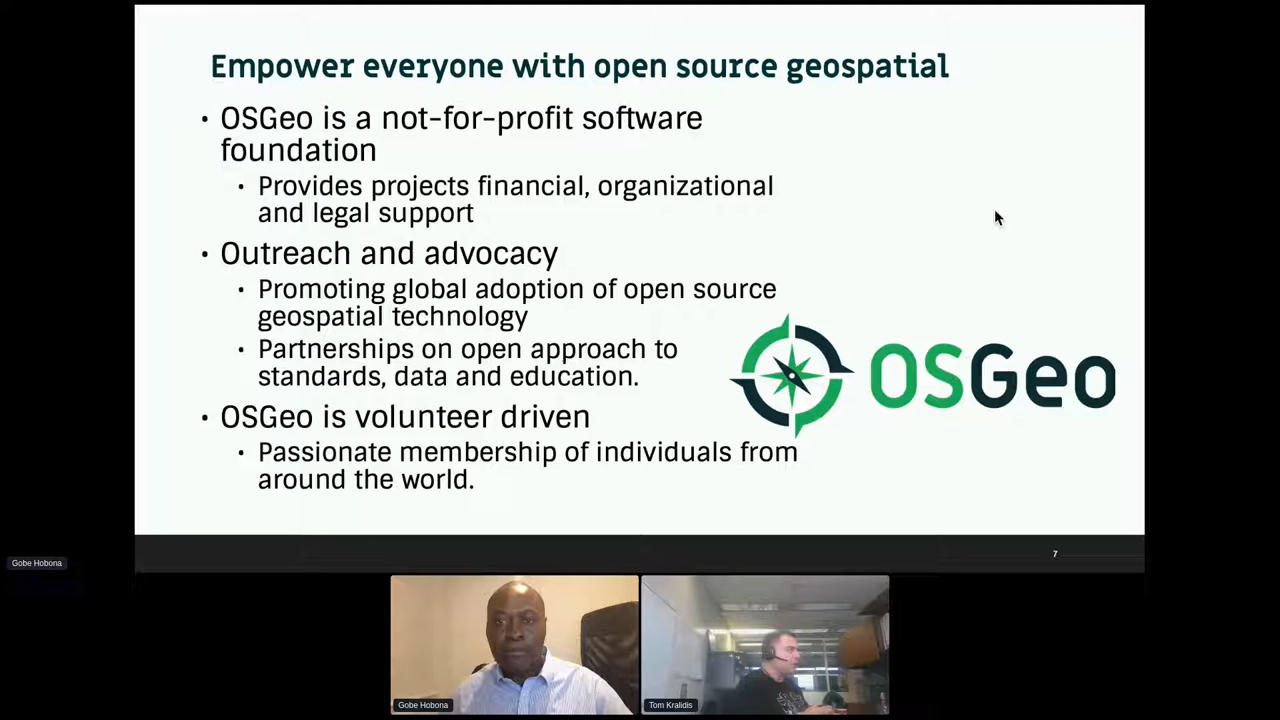 Empower everyone with open source geospatial
• OSGeo is a not-for-profit software
foundation
• Provides projects financial, organizational
and legal support
• Outreach and advocacy
• Promoting global adoption of open source
geospatial technology
• Partnerships on open approach to
standards, data and education.
OSGeo
• OSGeo is volunteer driven
• Passionate membership of individuals from
around the world.
7
Gobe Hobona
Gobe Hobona
Tom Kralidis